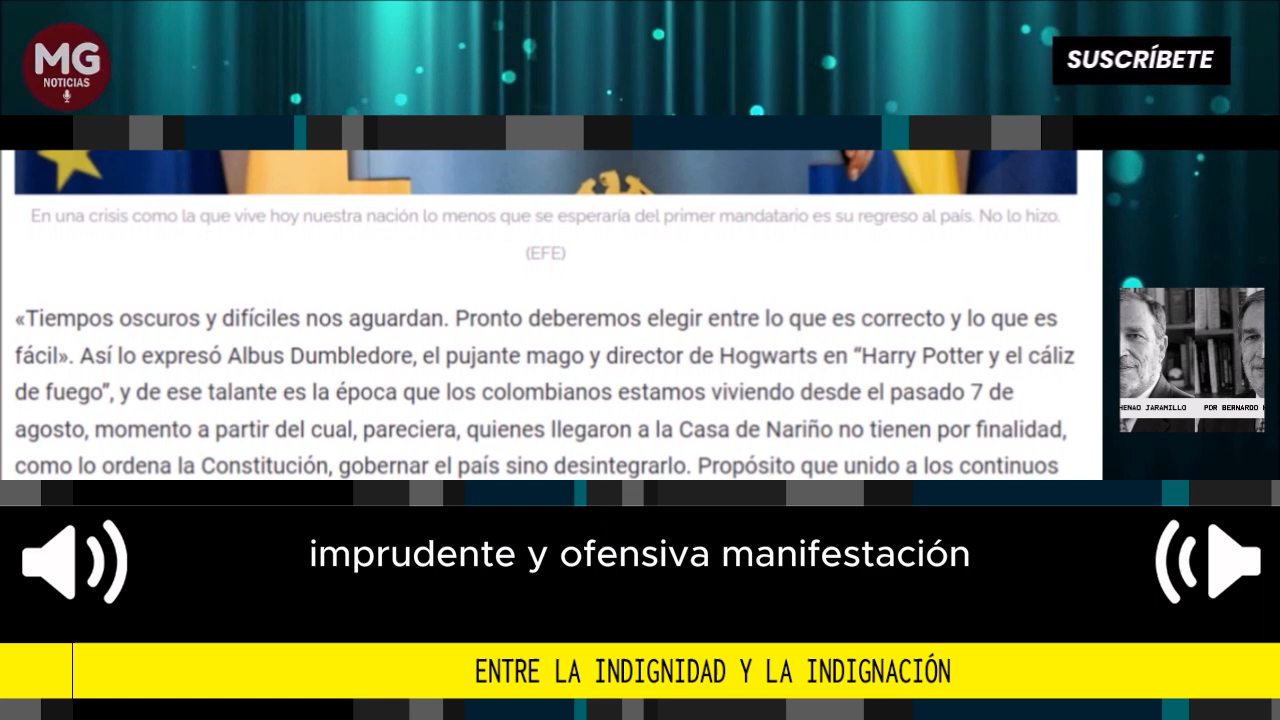 MG
NOTICIAS
SUSCRÍBETE
En una crisis como la que vive hoy nuestra nación lo menos que se esperaría del primer mandatario es su regreso al país. No lo hizo.
(EFE)
«Tiempos oscuros y difíciles nos aguardan. Pronto deberemos elegir entre lo que es correcto y lo que es
fácil». Así lo expresó Albus Dumbledore, el pujante mago y director de Hogwarts en “Harry Potter y el cáliz
de fuego”, y de ese talante es la época que los colombianos estamos viviendo desde el pasado 7 de
agosto, momento a partir del cual, pareciera, quienes llegaron a la Casa de Nariño no tienen por finalidad,
como lo ordena la Constitución, gobernar el país sino desintegrarlo. Propósito que unido a los continuos
HENAO JARAMILLO POR BERNARDO
imprudente y ofensiva manifestación
ENTRE LA INDIGNIDAD Y LA INDIGNACIÓN